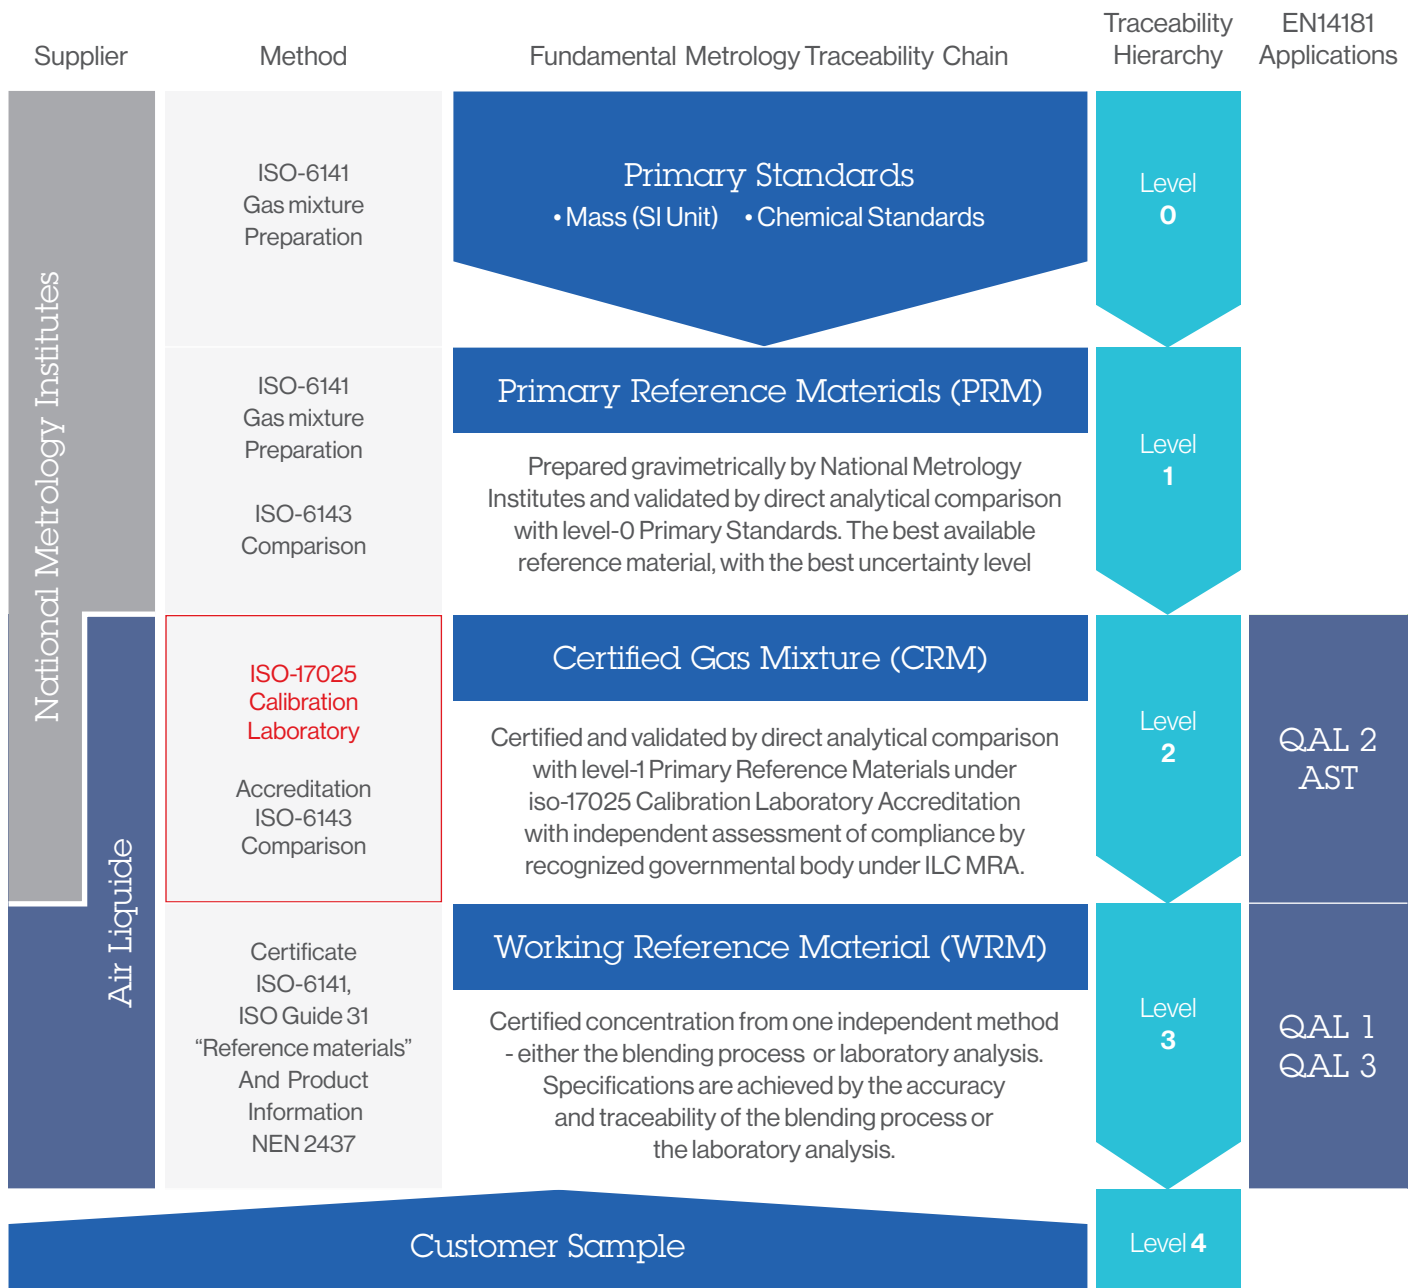 Supplier
Method
Fundamental Metrology Traceability Chain
Traceability
Hierarchy
EN14181
Applications
National Metrology Institutes
Air Liquide
ISO-6141
Gas mixture
Preparation
Primary Standards
• Mass (SI Unit) • Chemical Standards
Level
0
ISO-6141
Gas mixture
Preparation
ISO-6143
Comparison
Primary Reference Materials (PRM)
Prepared gravimetrically by National Metrology
Institutes and validated by direct analytical comparison
with level-0 Primary Standards. The best available
reference material, with the best uncertainty level
Level
1
ISO-17025
Calibration
Laboratory
Accreditation
ISO-6143
Comparison
Certified Gas Mixture (CRM)
Certified and validated by direct analytical comparison
with level-1 Primary Reference Materials under
iso-17025 Calibration Laboratory Accreditation
with independent assessment of compliance by
recognized governmental body under ILC MRA.
Level
2
QAL 2
AST
Certificate
ISO-6141,
ISO Guide 31
“Reference materials”
And Product
Information
NEN 2437
Working Reference Material (WRM)
Certified concentration from one independent method
- either the blending process or laboratory analysis.
Specifications are achieved by the accuracy
and traceability of the blending process or
the laboratory analysis.
Level
3
QAL 1
QAL 3
Customer Sample
Level 4